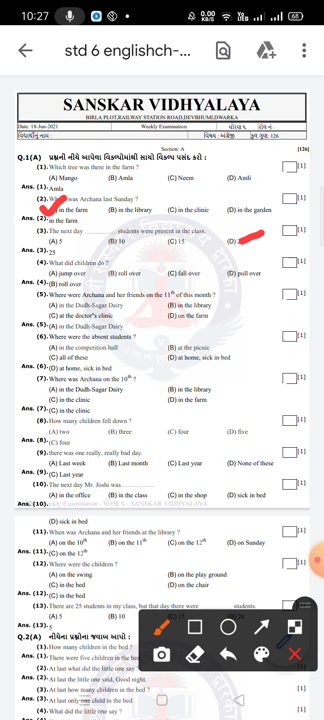 10:27
0.00 KB/S
68
std 6 englishch-...
SANSKAR VIDHYALAYA
BIRLA PLOT,RAILWAY STATION ROAD,DEVBHUMI,DWARKA
Date: 18-Jun-2021 Weekly Examination ધોરણ ૬ રોલ નં :
વિદ્યાર્થીનું નામ : વિષય : અંગ્રેજી કુલ ગુણ : 126
Section: A
Q.1(A) પ્રશ્નની નીચે આપેલા વિકલ્પોમાંથી સાચો વિકલ્પ પસંદ કરો : [126]
(1). Which tree was there in the farm ? [1]
(A) Mango (B) Amla (C) Neem (D) Amli
Ans. (1). Amla
(2). was Archana last Sunday ? [1]
in the farm (B) in the library (C) in the clinic (D) in the garden
Ans. (2). in the farm
(3). The next day .............. students were present in the class. [1]
(A) 5 (B) 10 (C) 15 (D)
Ans. (3). 25
(4). What did children do ? [1]
(A) jump over (B) roll over (C) fall over (D) pull over
Ans. (4). (B) roll over
(5). Where were Archana and her friends on the 11th of this month ? [1]
(A) in the Dudh-Sagar Dairy (B) in the library
(C) at the doctor"s clinic (D) on the farm
Ans. (5). (A) in the Dudh-Sagar Dairy
(6). Where were the absent students ? [1]
(A) in the competition hall (B) at the picnic
(C) all of these (D) at home, sick in bed
Ans. (6). (D) at home, sick in bed
(7). Where was Archana on the 10th ? [1]
(A) in the Dudh-Sagar Dairy (B) in the library
(C) in the clinic (D) in the farm
Ans. (7). (C) in the clinic
(8). How many children fell down ? [1]
(A) two (B) three (C) four (D) five
Ans. (8). (C) four
(9). there was one really, really bad day. [1]
(A) Last week (B) Last month (C) Last year (D) None of these
Ans. (9). (C) Last year
(10). The next day Mr. Joshi was .............. [1]
(A) in the office (B) in the class (C) in the shop (D) sick in bed
Ans. (10).
(D) sick in bed
(11). When was Archana and her friends at the library ? [1]
(A) on the 10th (B) on the 11th (C) on the 12th (D) on Sunday
Ans. (11). (C) on the 12th
(12). Where were the children ? [1]
(A) on the swing (B) on the play ground
(C) in the bed (D) on the chair
Ans. (12). (C) in the bed
(13). There are 25 students in my class, but that day there were .............. students. [1]
(A) 5 (B) 10
Ans. (13). 5
Q.2(A) નીચેના પ્રશ્નોના જવાબ આપો :
(1). How many children in the bed ?
Ans. (1). There were five children in the
(2). At last what did the little one say
Ans. (2). At last the little one said, Good night.
(3). At last how many children in the bed ?
Ans. (3). At last only one child in the bed.
(4). What did the little one say ?